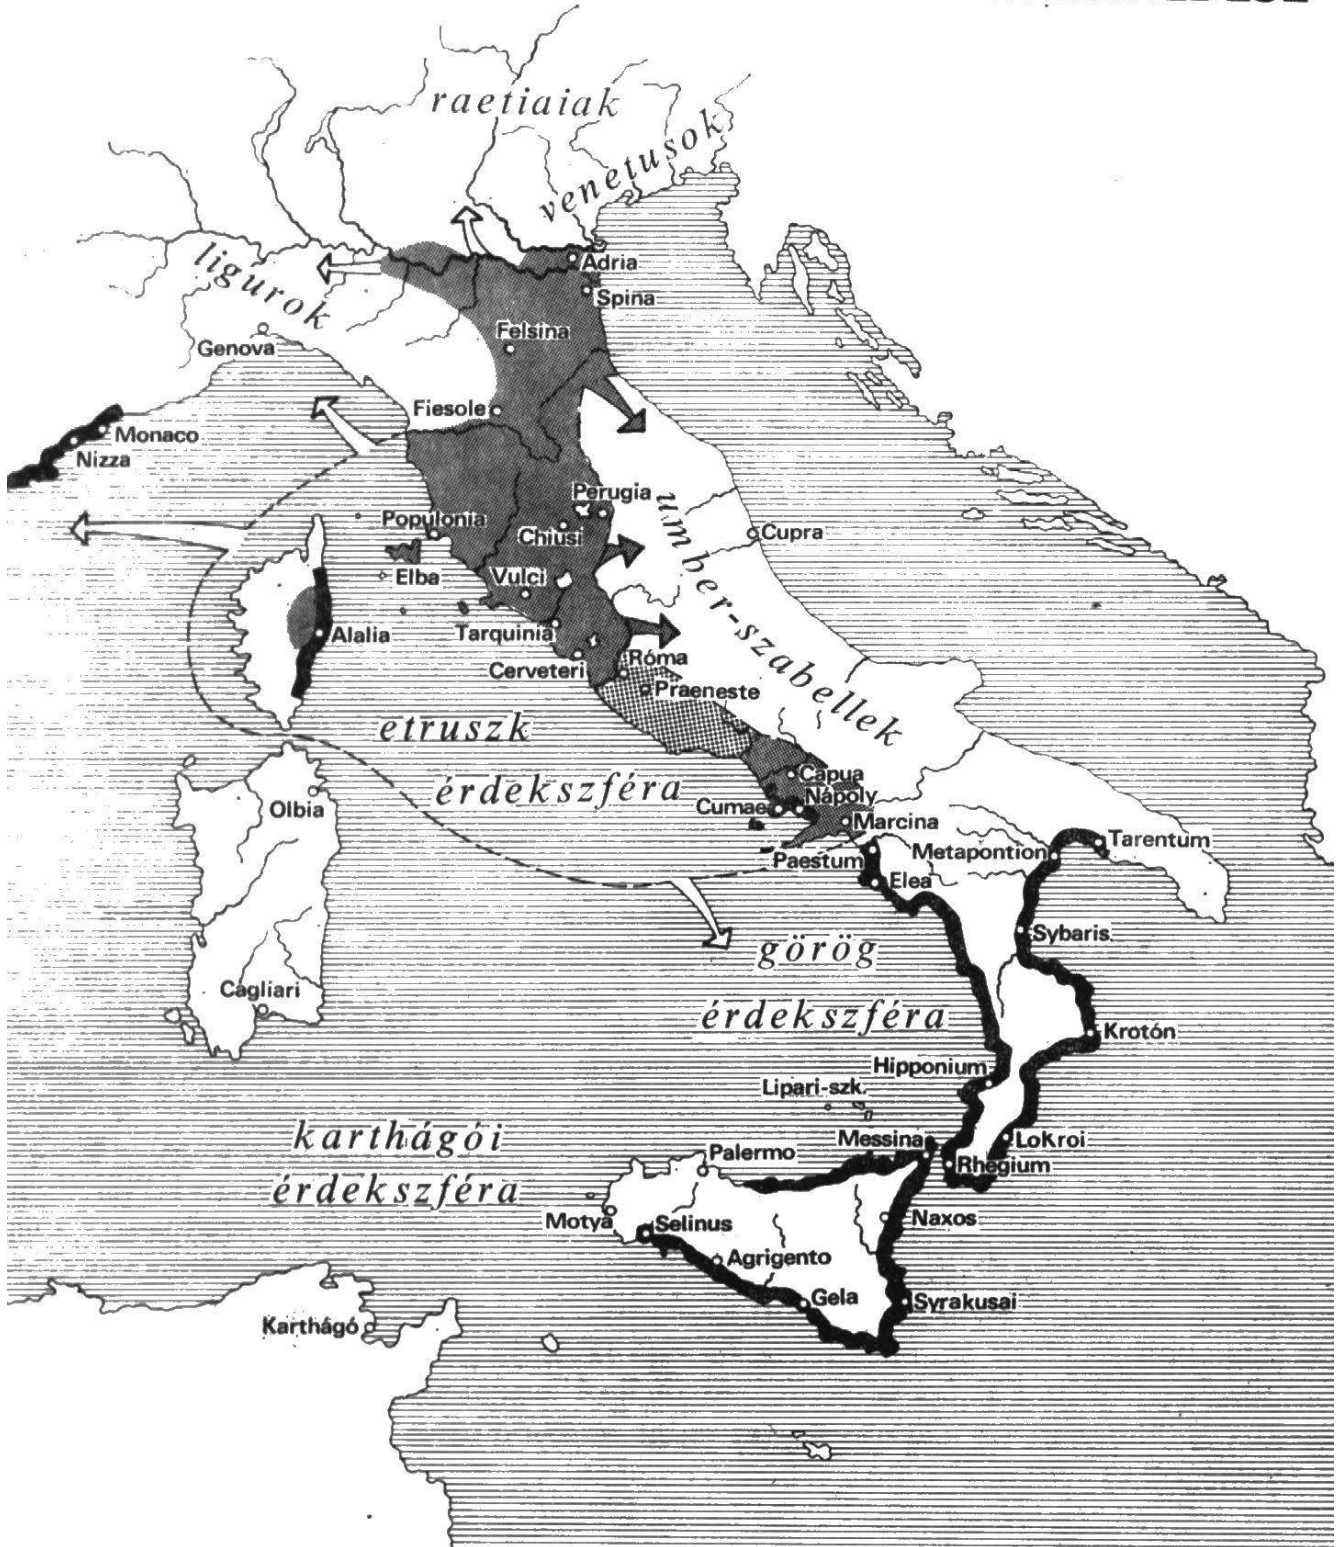 raetiaiak
venetusok
ligurok
Adria
Spina
Felsina
Genova
Fiesole
Monaco
Nizza
Perugia
Populonia
Chiusi
Cupra
umber-szabellek
Vulci
Elba
Tarquinia
Alalia
Cerveteri
Róma
Praeneste
etruszk
érdekszféra
Capua
Nápoly
Cumae
Olbia
Marcina
Tarentum
Metapontion
Paestum
Elea
Sybaris
görög
érdekszféra
Cagliari
Krotón
Hipponium
Lipari-szk.
karthágói
érdekszféra
Messina
LoKroi
Palermo
Rhegium
Motya
Selinus
Naxos
Agrigento
Gela
Syrakusai
Karthágó